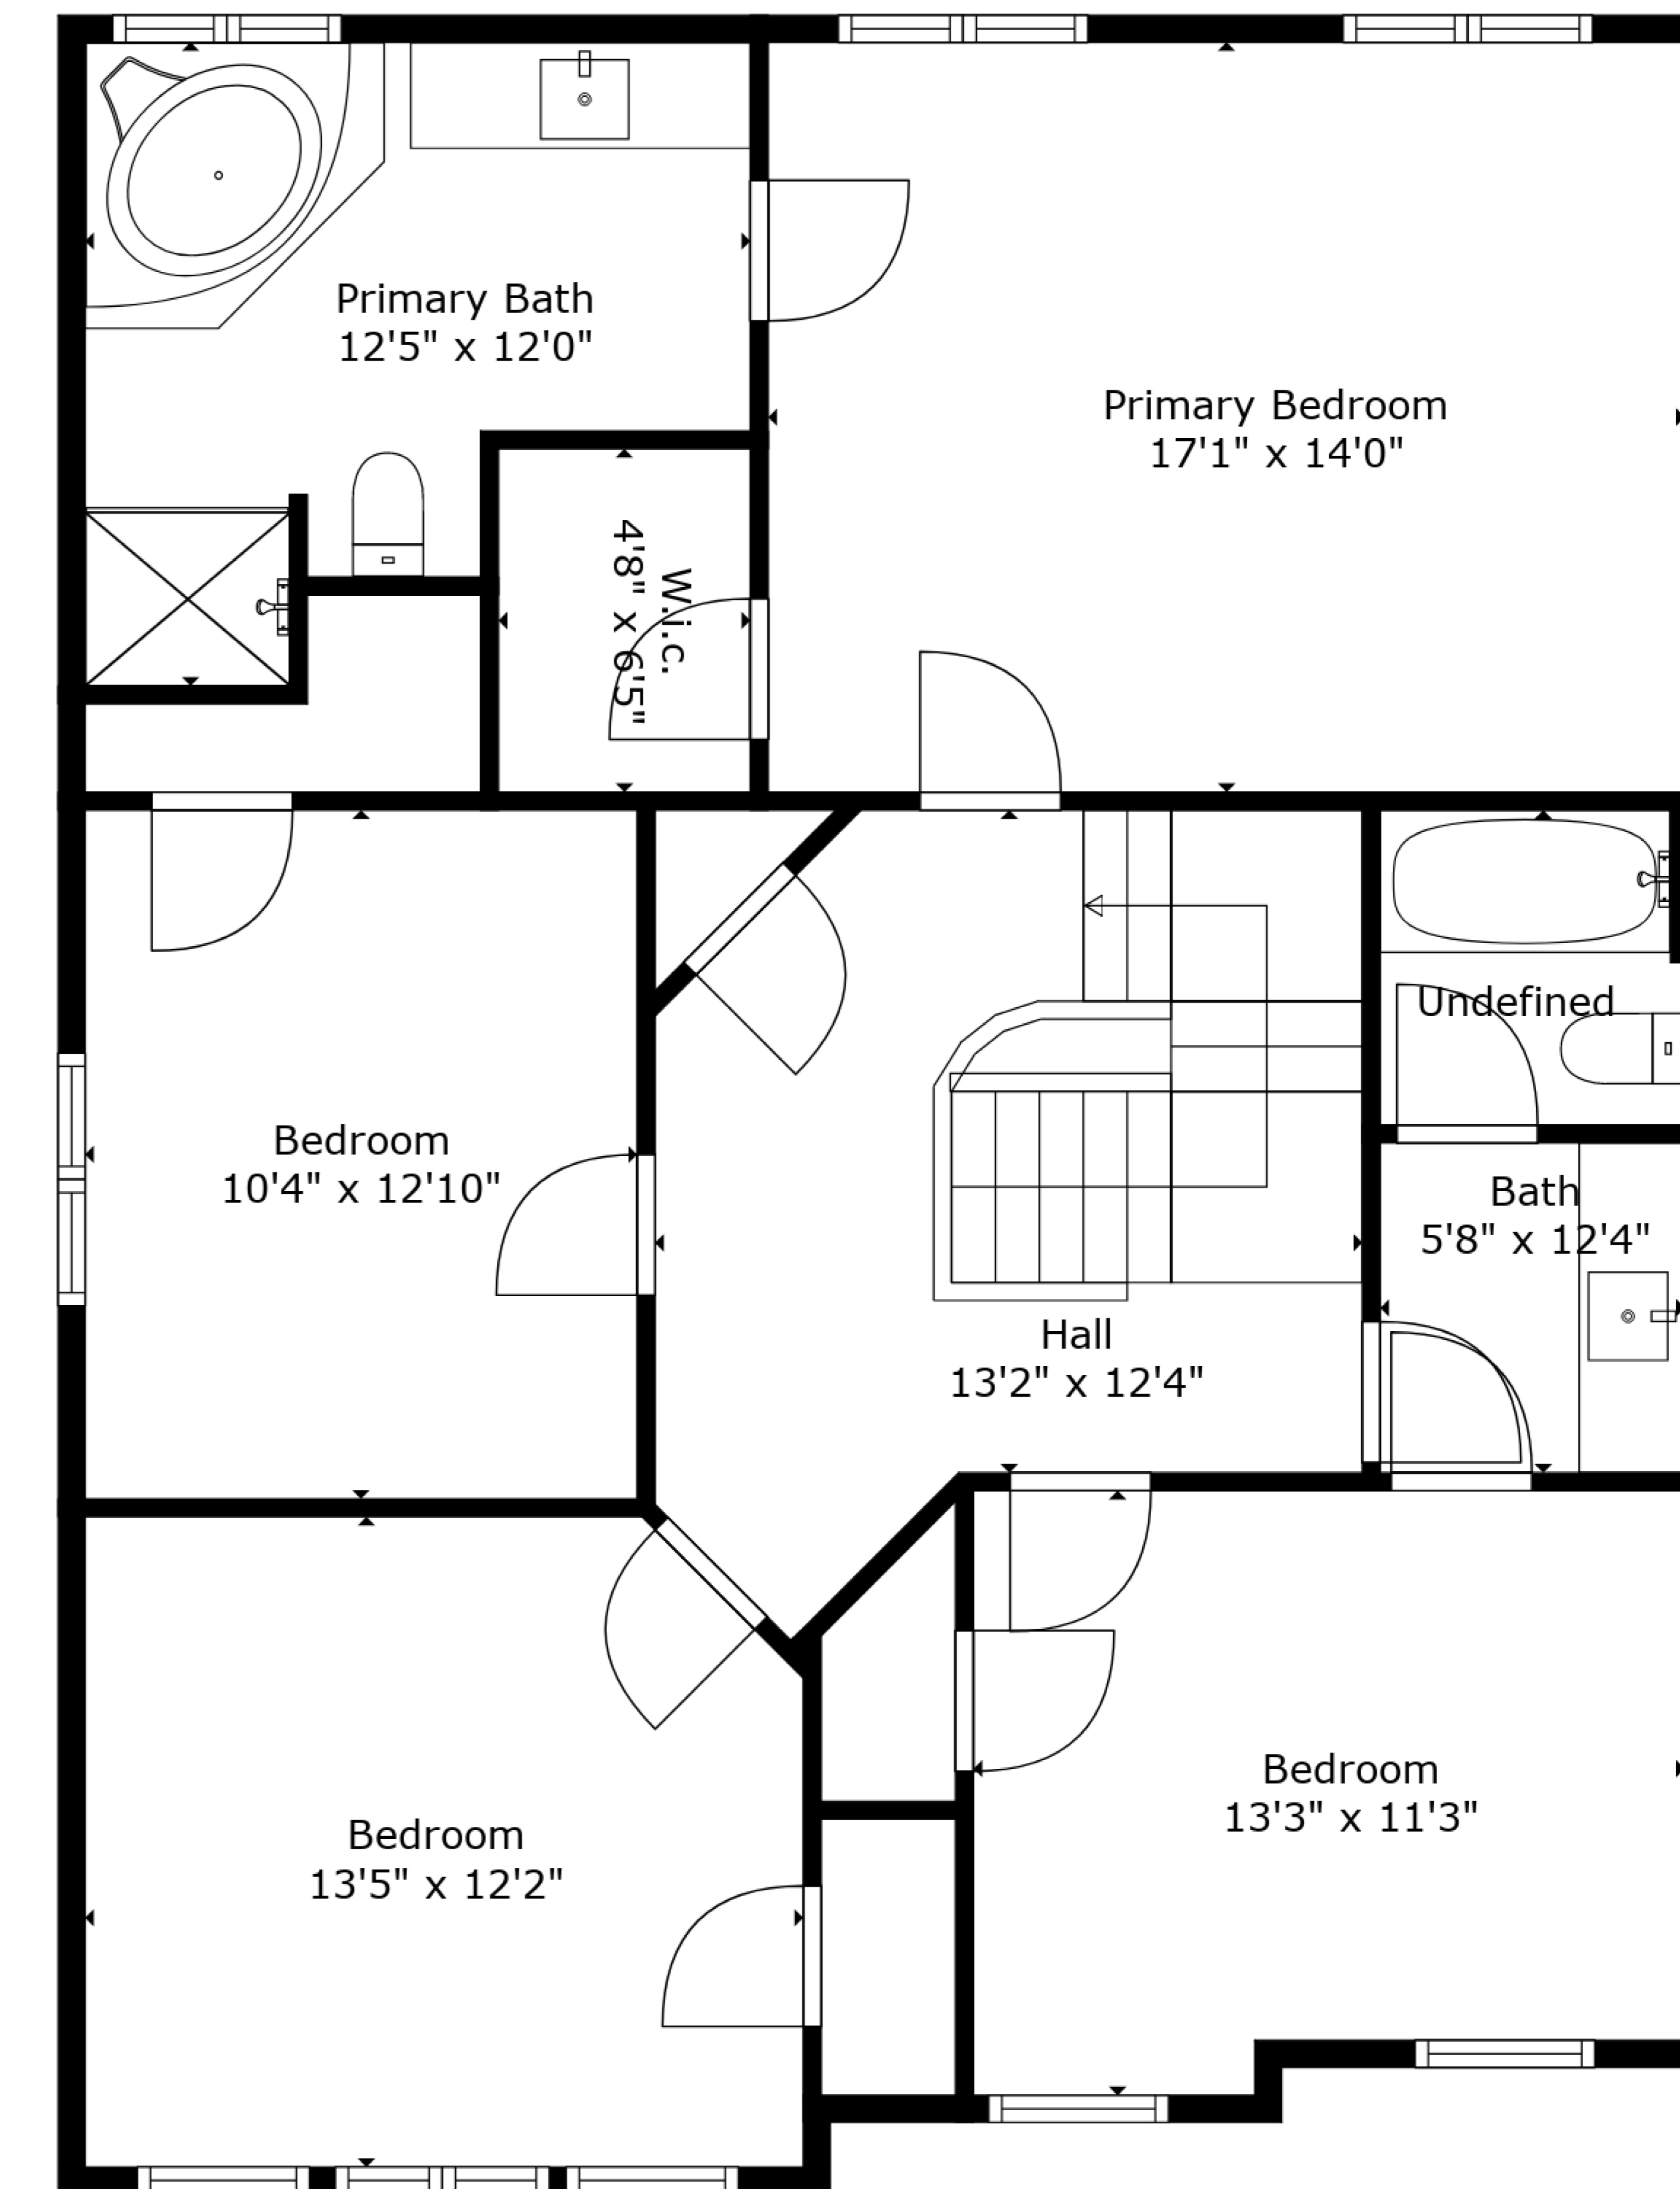 Primary Bath
12'5" x 12'0"
Primary Bedroom
17'1" x 14'0"
W.i.c.
4'8" x 6'5"
Undefined
Bedroom
10'4" x 12'10"
Bath
5'8" x 12'4"
Hall
13'2" x 12'4"
Bedroom
13'3" x 11'3"
Bedroom
13'5" x 12'2"